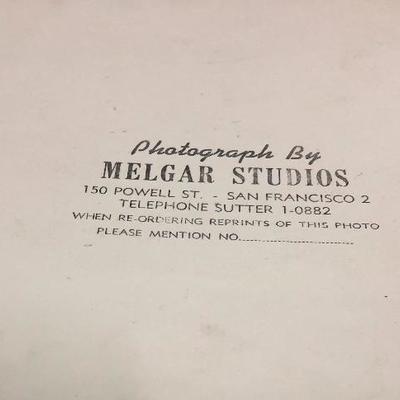 Photograph By
MELGAR STUDIOS
150 POWELL ST. - SAN FRANCISCO 2
TELEPHONE SUTTER 1-0882
WHEN RE-ORDERING REPRINTS OF THIS PHOTO
PLEASE MENTION NO..............................